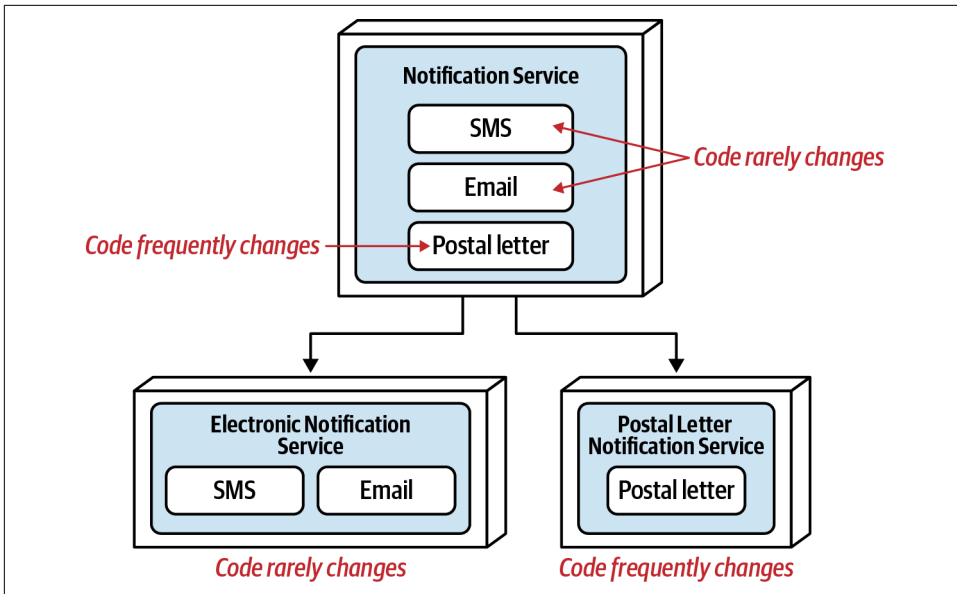 Notification Service
SMS
Code rarely changes
Email
Code frequently changes
Postal letter
Electronic Notification
Service
SMS
Email
Code rarely changes
Postal Letter
Notification Service
Postal letter
Code frequently changes